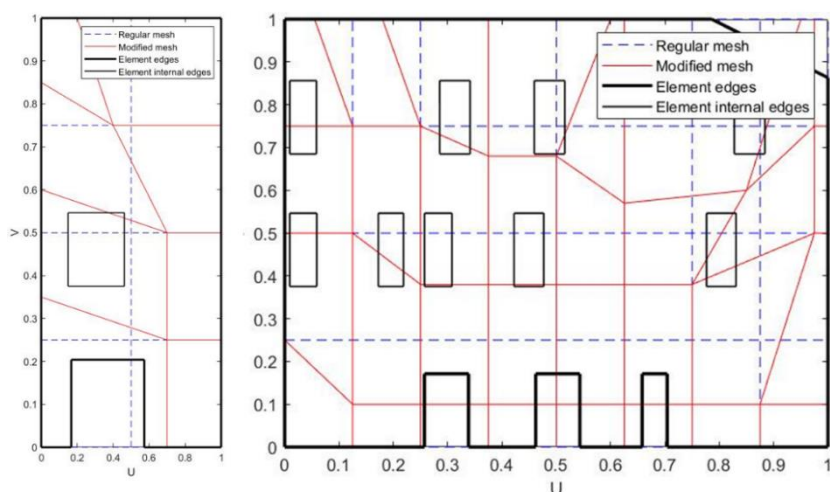 1
0.9
0.8
0.7
0.6
0.5
0.4
0.3
0.2
0.1
0
V
0 0.2 0.4 0.6 0.8 1
U
Regular mesh
Modified mesh
Element edges
Element internal edges
1
0.9
0.8
0.7
0.6
0.5
0.4
0.3
0.2
0.1
0
0 0.1 0.2 0.3 0.4 0.5 0.6 0.7 0.8 0.9 1
U
Regular mesh
Modified mesh
Element edges
Element internal edges